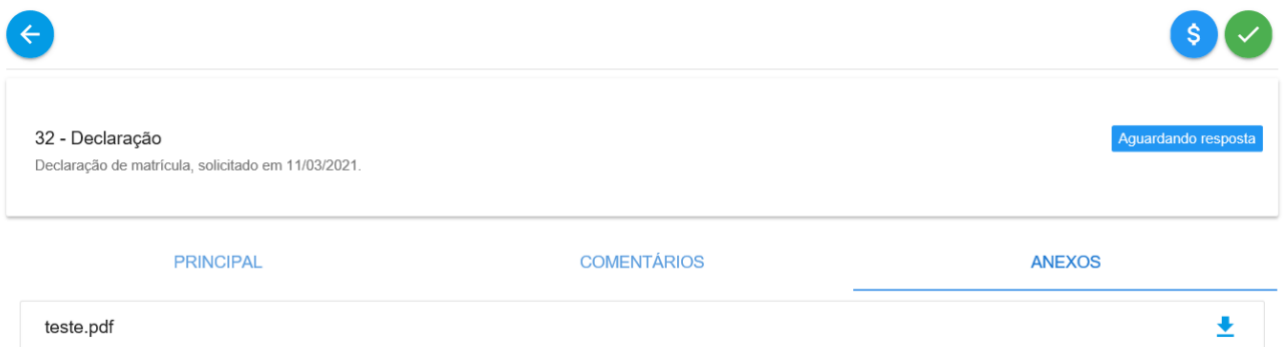 $
32 - Declaração
Aguardando resposta
Declaração de matrícula, solicitado em 11/03/2021.
PRINCIPAL
COMENTÁRIOS
ANEXOS
teste.pdf